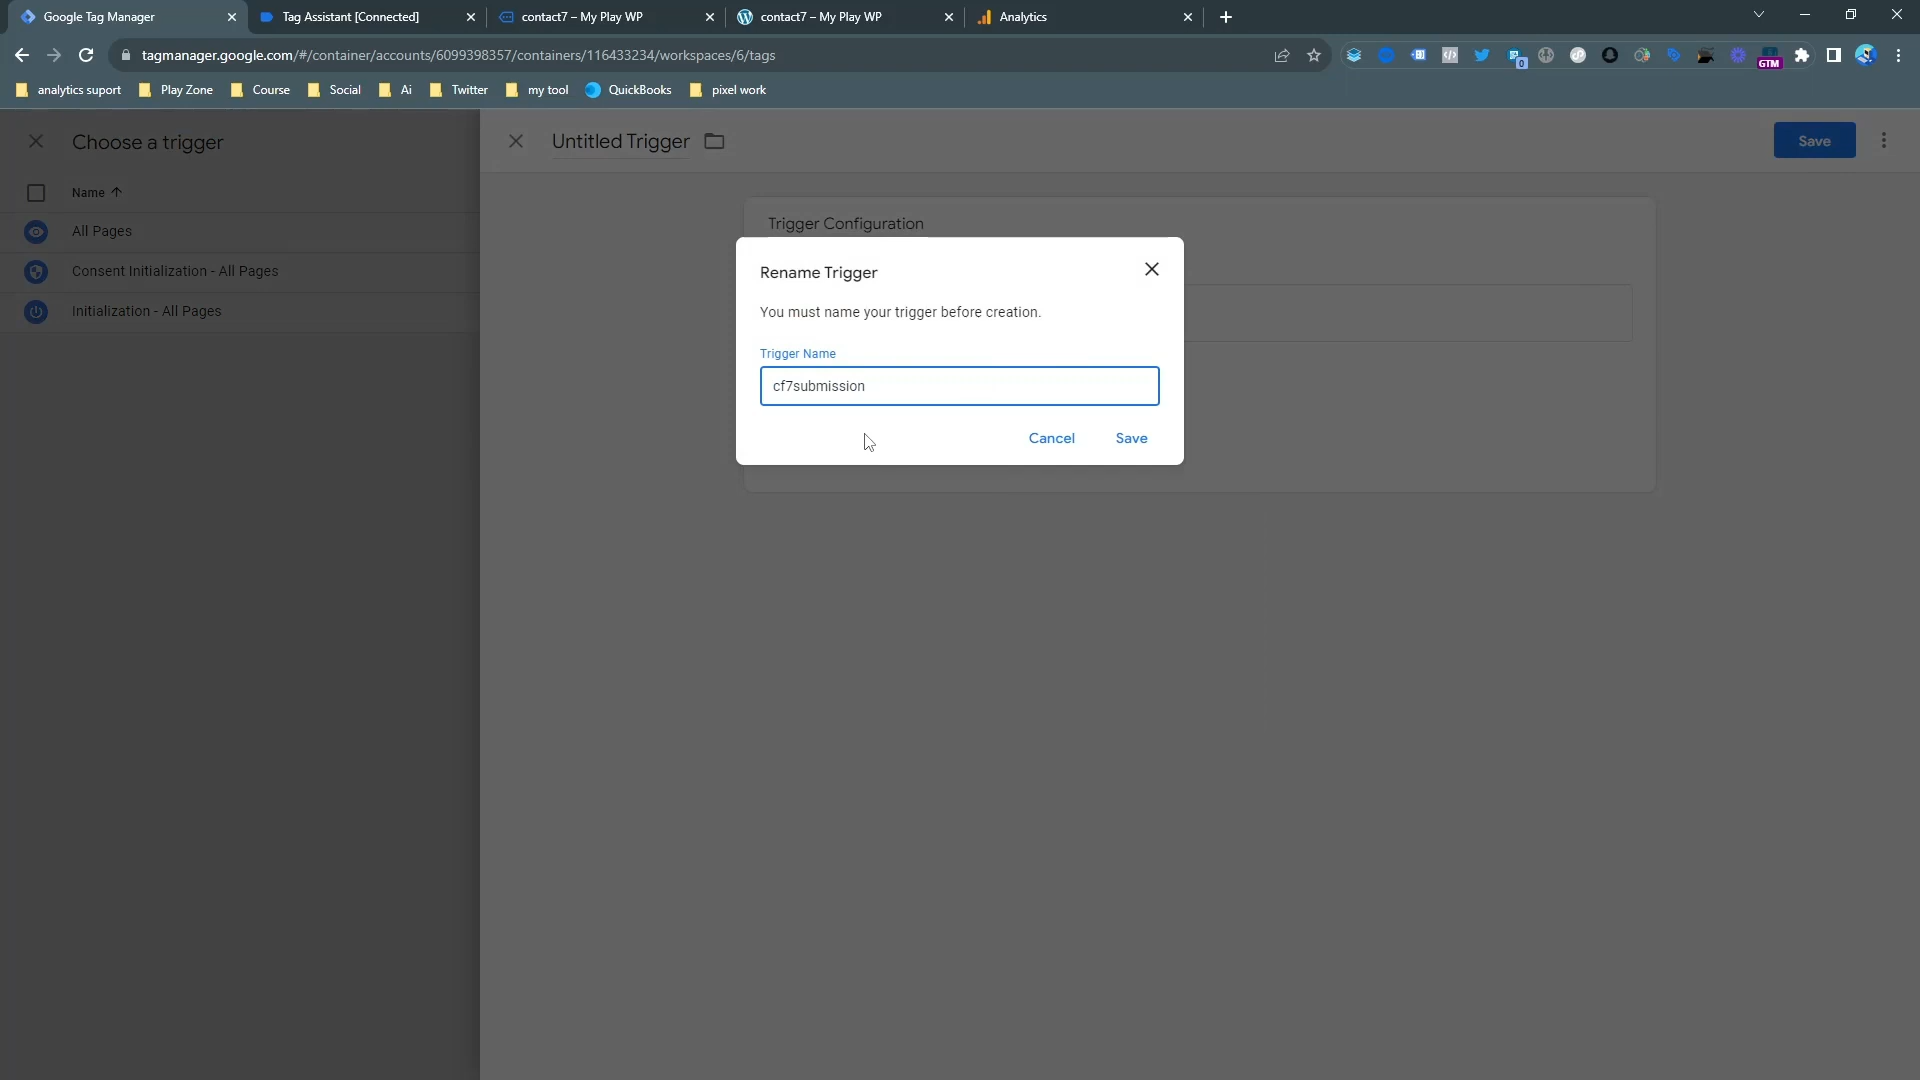 Google Tag Manager
Tag Assistant [Connected]
contact7 – My Play WP
contact7 – My Play WP
Analytics
tagmanager.google.com/#/container/accounts/6099398357/containers/116433234/workspaces/6/tags
0
GTM
analytics suport
Play Zone
Course
Social
Ai
Twitter
my tool
QuickBooks
pixel work
Choose a trigger
Untitled Trigger
Save
Name
All Pages
Consent Initialization - All Pages
Initialization - All Pages
Trigger Configuration
Rename Trigger
You must name your trigger before creation.
Trigger Name
cf7submission
Cancel
Save